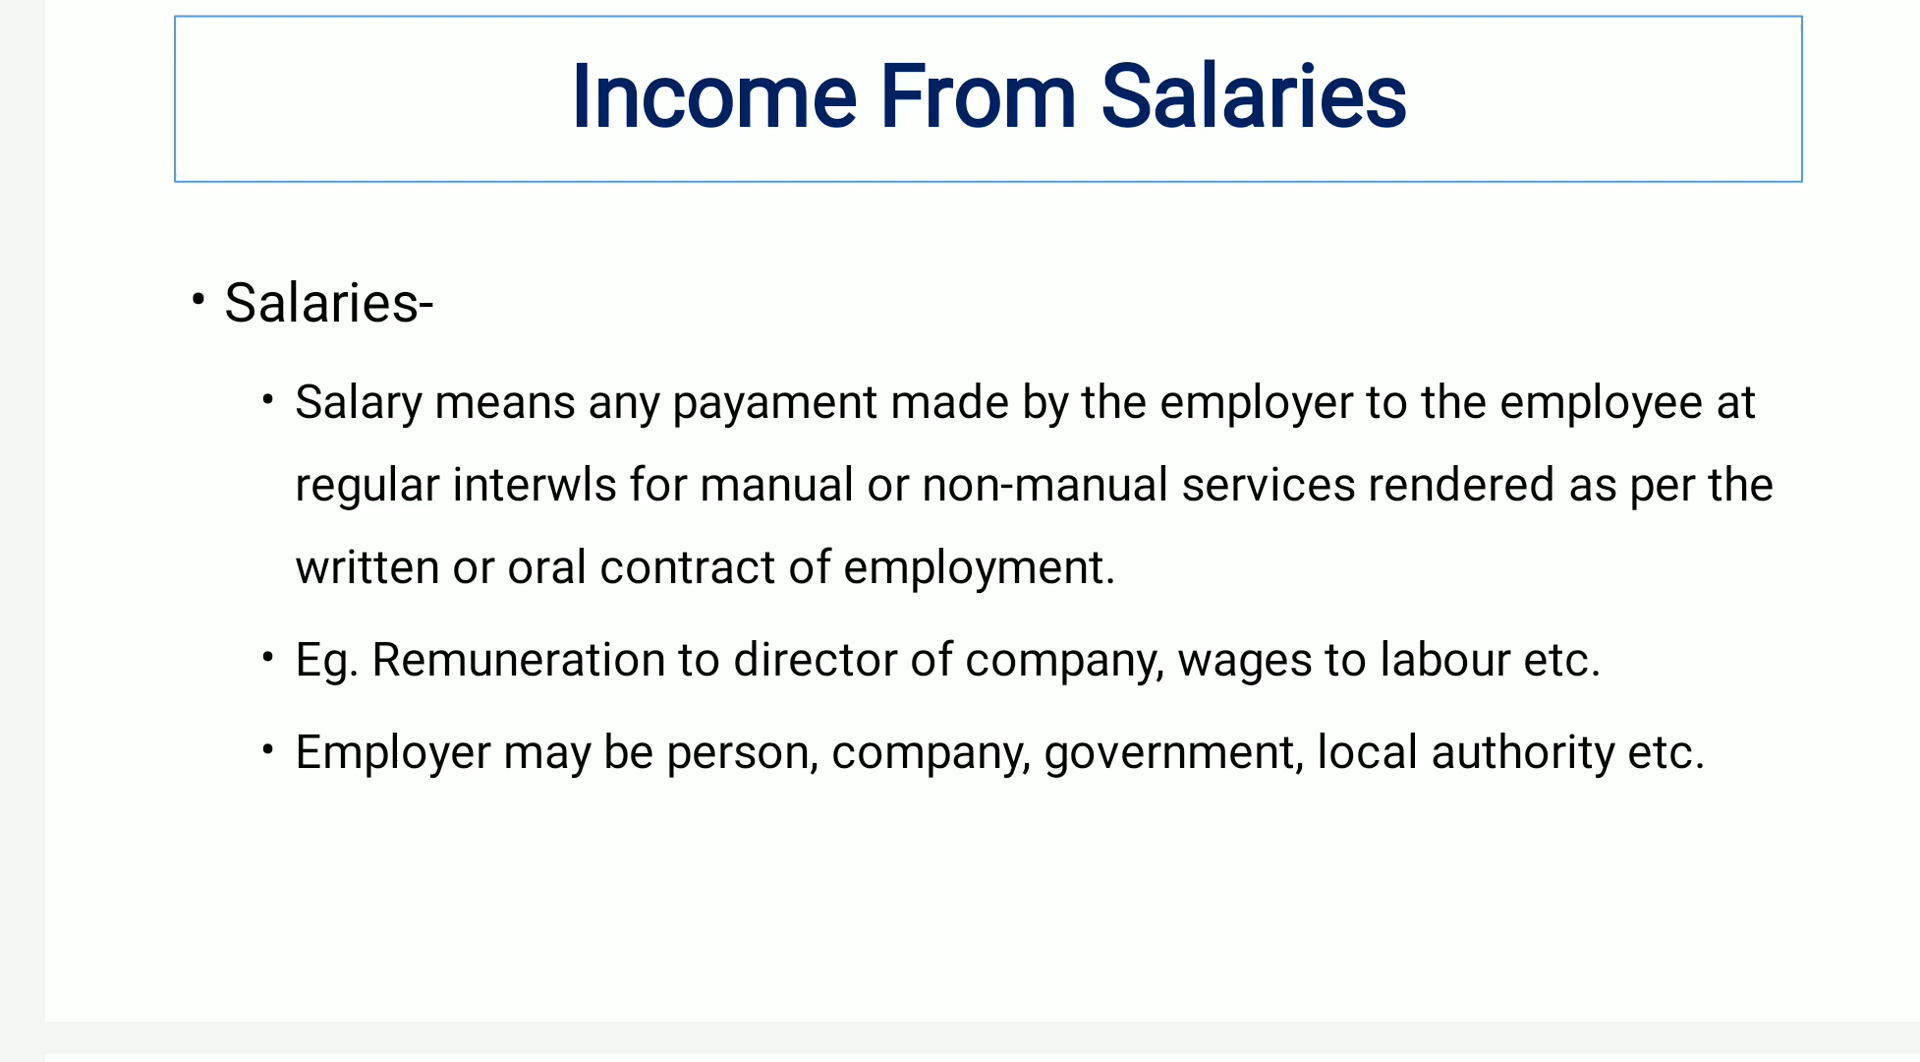 Income From Salaries
• Salaries-
• Salary means any payament made by the employer to the employee at
regular interwls for manual or non-manual services rendered as per the
written or oral contract of employment.
• Eg. Remuneration to director of company, wages to labour etc.
• Employer may be person, company, government, local authority etc.